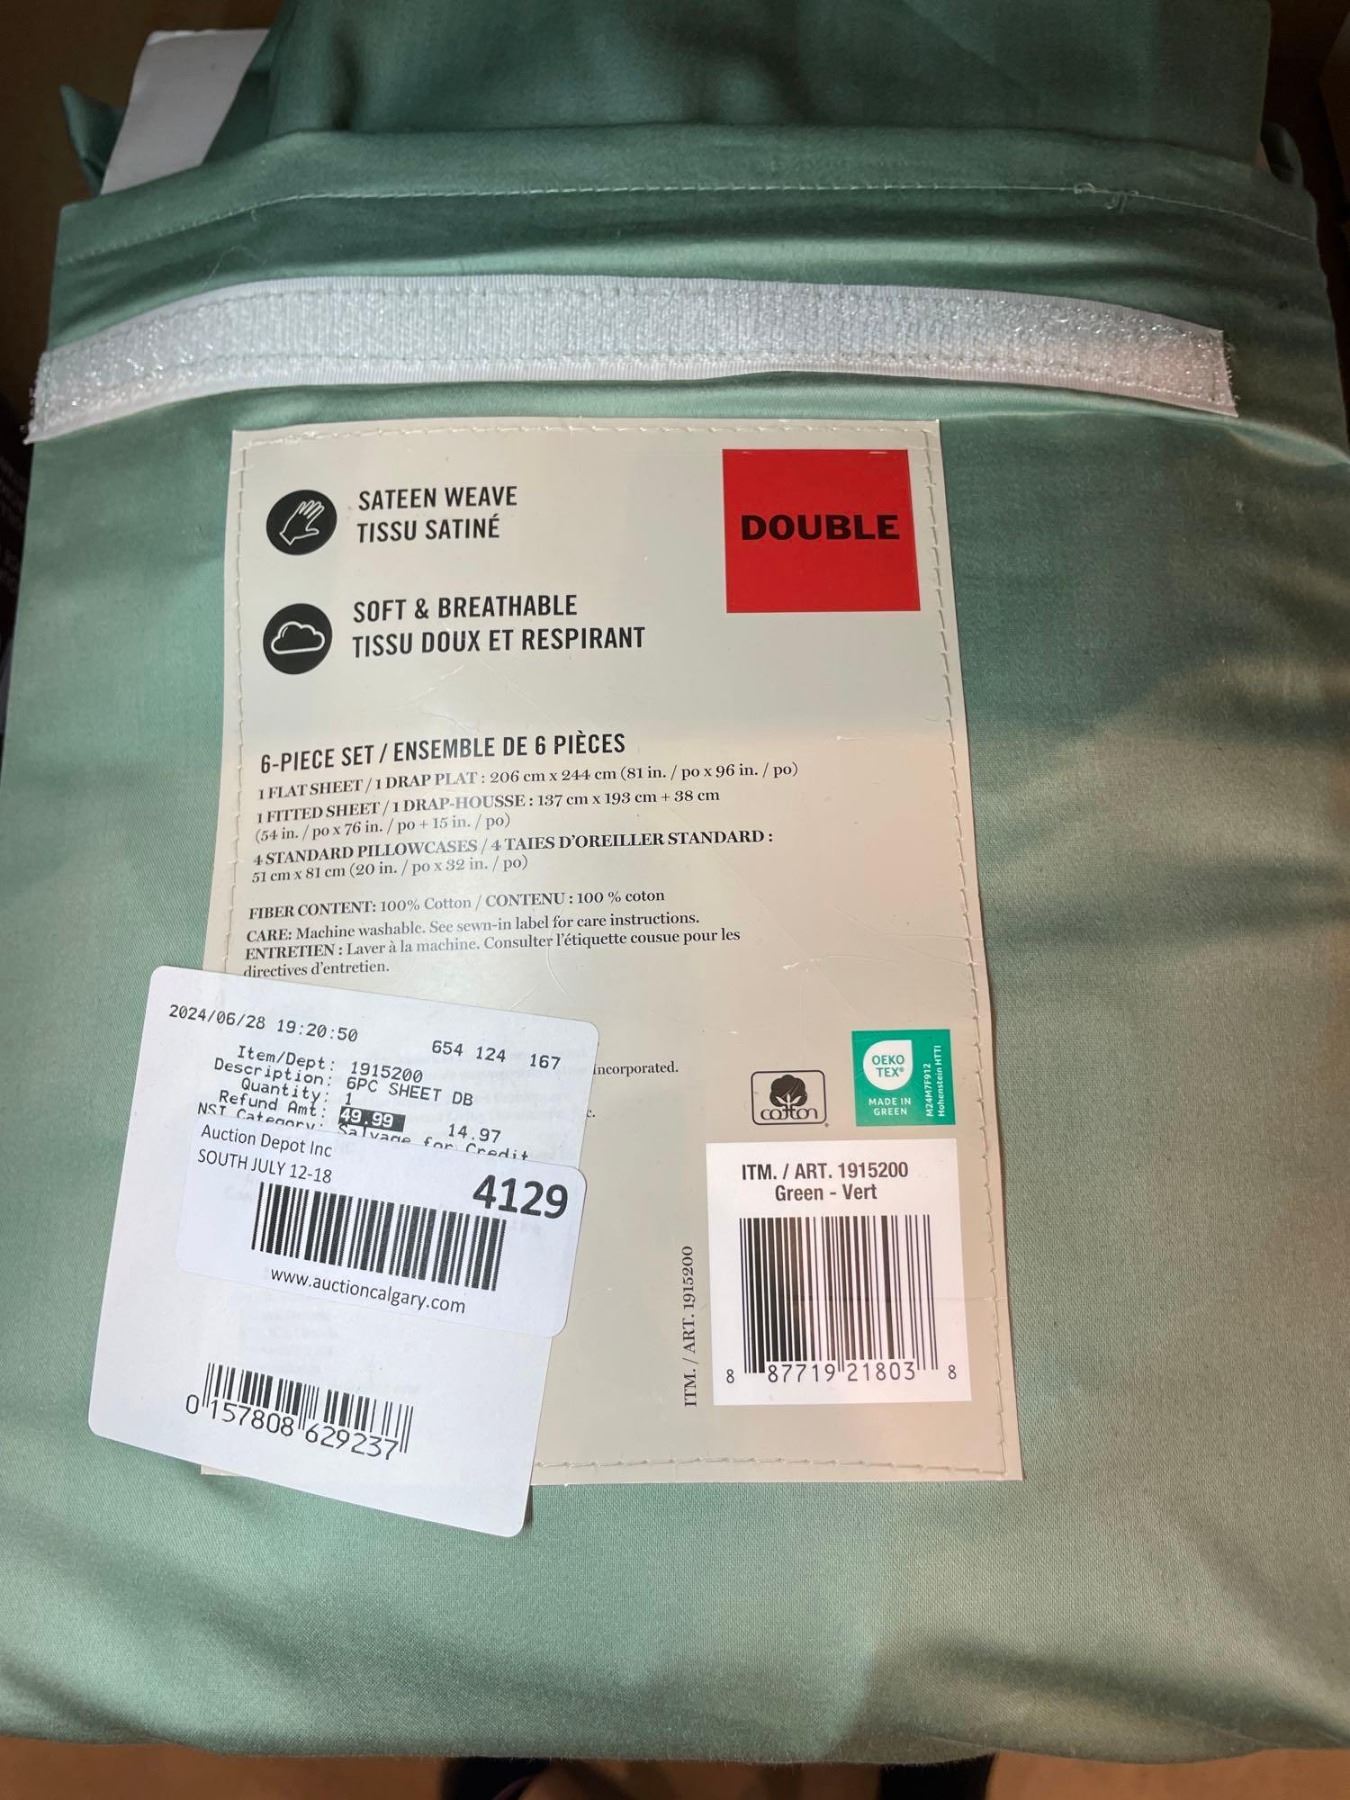 SATEEN WEAVE
TISSU SATINÉ
DOUBLE
SOFT & BREATHABLE
TISSU DOUX ET RESPIRANT
6-PIECE SET / ENSEMBLE DE 6 PIÈCES
1 FLAT SHEET / 1 DRAP PLAT : 206 cm x 244 cm (81 in. / po x 96 in. / po)
1 FITTED SHEET / 1 DRAP-HOUSSE : 137 cm x 193 cm + 38 cm
(54 in. / po x 76 in. / po + 15 in. / po)
4 STANDARD PILLOWCASES / 4 TAIES D'OREILLER STANDARD :
51 cm x 81 cm (20 in. / po x 32 in. / po)
FIBER CONTENT: 100% Cotton / CONTENU : 100 % coton
CARE: Machine washable. See sewn-in label for care instructions.
ENTRETIEN : Laver à la machine. Consulter l'étiquette cousue pour les
directives d'entretien.
Incorporated.
2024/06/28 19:20:50
654 124 167
Item/Dept: 1915200
Description: 6PC SHEET DB
Quantity: 1
Refund Amt: 49.99 14.97
NSI Category: Salvage for Credit
Auction Depot Inc
SOUTH JULY 12-18
4129
www.auctioncalgary.com
0 157808 629237
cotton
OEKO
TEX®
MADE IN
GREEN
M24M7F912
Hohenstein HTTI
ITM. / ART. 1915200
Green - Vert
8 87719 21803 8
ITM. / ART. 1915200